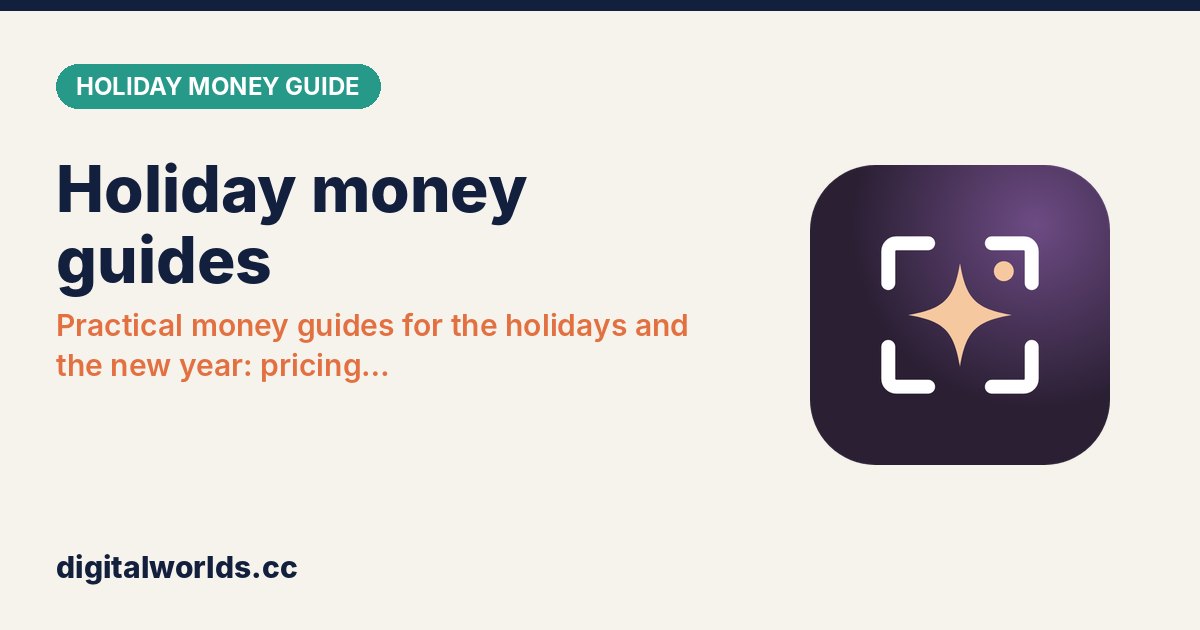 HOLIDAY MONEY GUIDE
Holiday money
guides
Practical money guides for the holidays and
the new year: pricing...
digitalworlds.cc